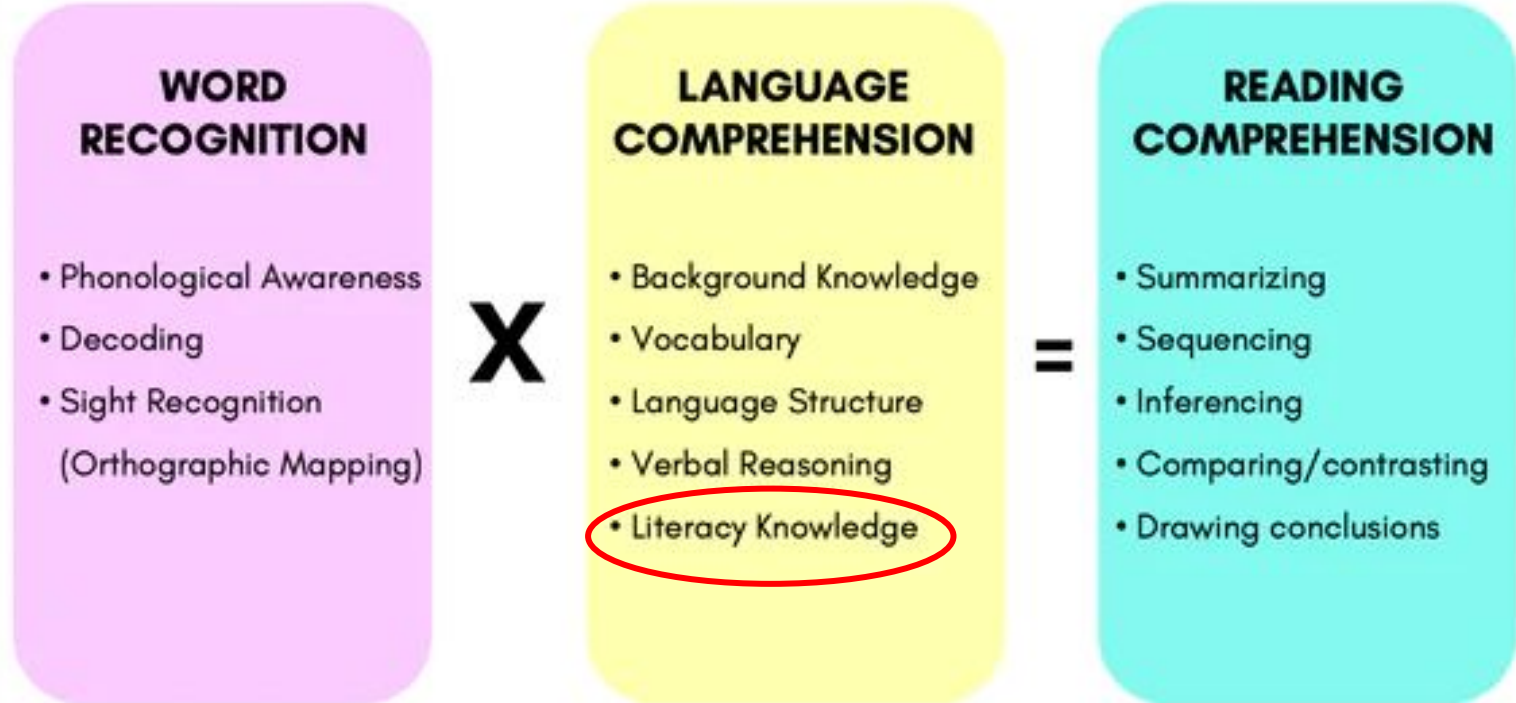 WORD
RECOGNITION
• Phonological Awareness
• Decoding
• Sight Recognition
(Orthographic Mapping)
X
LANGUAGE
COMPREHENSION
• Background Knowledge
• Vocabulary
• Language Structure
• Verbal Reasoning
• Literacy Knowledge
=
READING
COMPREHENSION
• Summarizing
• Sequencing
• Inferencing
• Comparing/contrasting
• Drawing conclusions